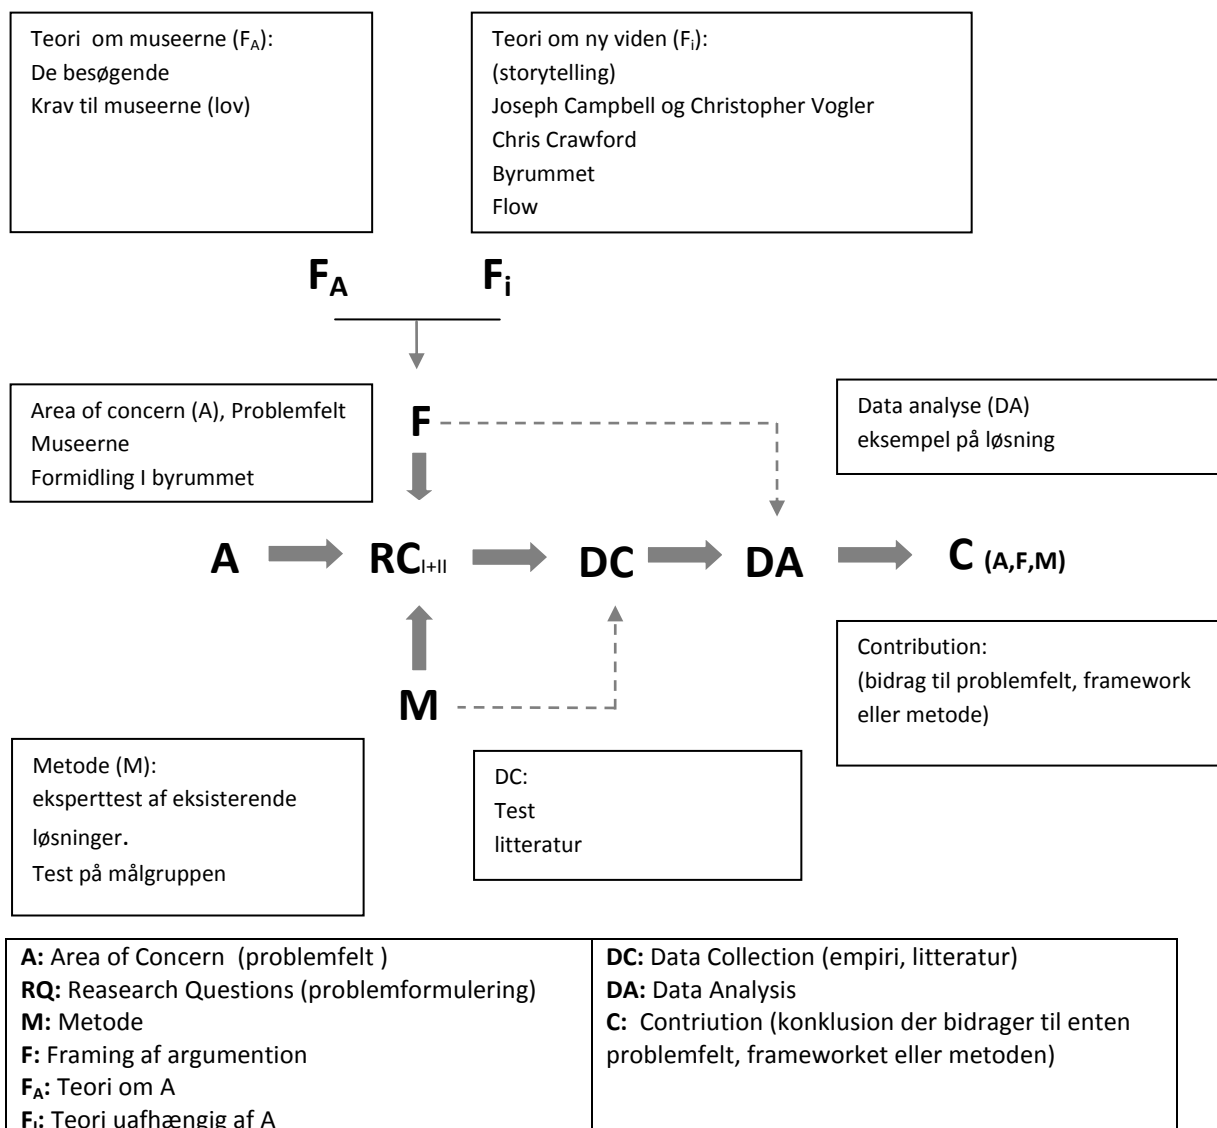 Teori  om museerne (FA):
De besøgende
Krav til museerne (lov)
Teori om ny viden (Fi):
(storytelling)
Joseph Campbell og Christopher Vogler
Chris Crawford
Byrummet
Flow
FA
Fi
Area of concern (A), Problemfelt
Museerne
Formidling I byrummet
F
Data analyse (DA)
eksempel på løsning
A
RCI+II
DC
DA
C (A,F,M)
M
Contribution:
(bidrag til problemfelt, framework
eller metode)
Metode (M):
eksperttest af eksisterende
løsninger.
Test på målgruppen
DC:
Test
litteratur
A: Area of Concern  (problemfelt )
RQ: Reasearch Questions (problemformulering)
M: Metode
F: Framing af argumention
FA: Teori om A
Fi: Teori uafhængig af A
DC: Data Collection (empiri, litteratur)
DA: Data Analysis
C:  Contriution (konklusion der bidrager til enten
problemfelt, frameworket eller metoden)